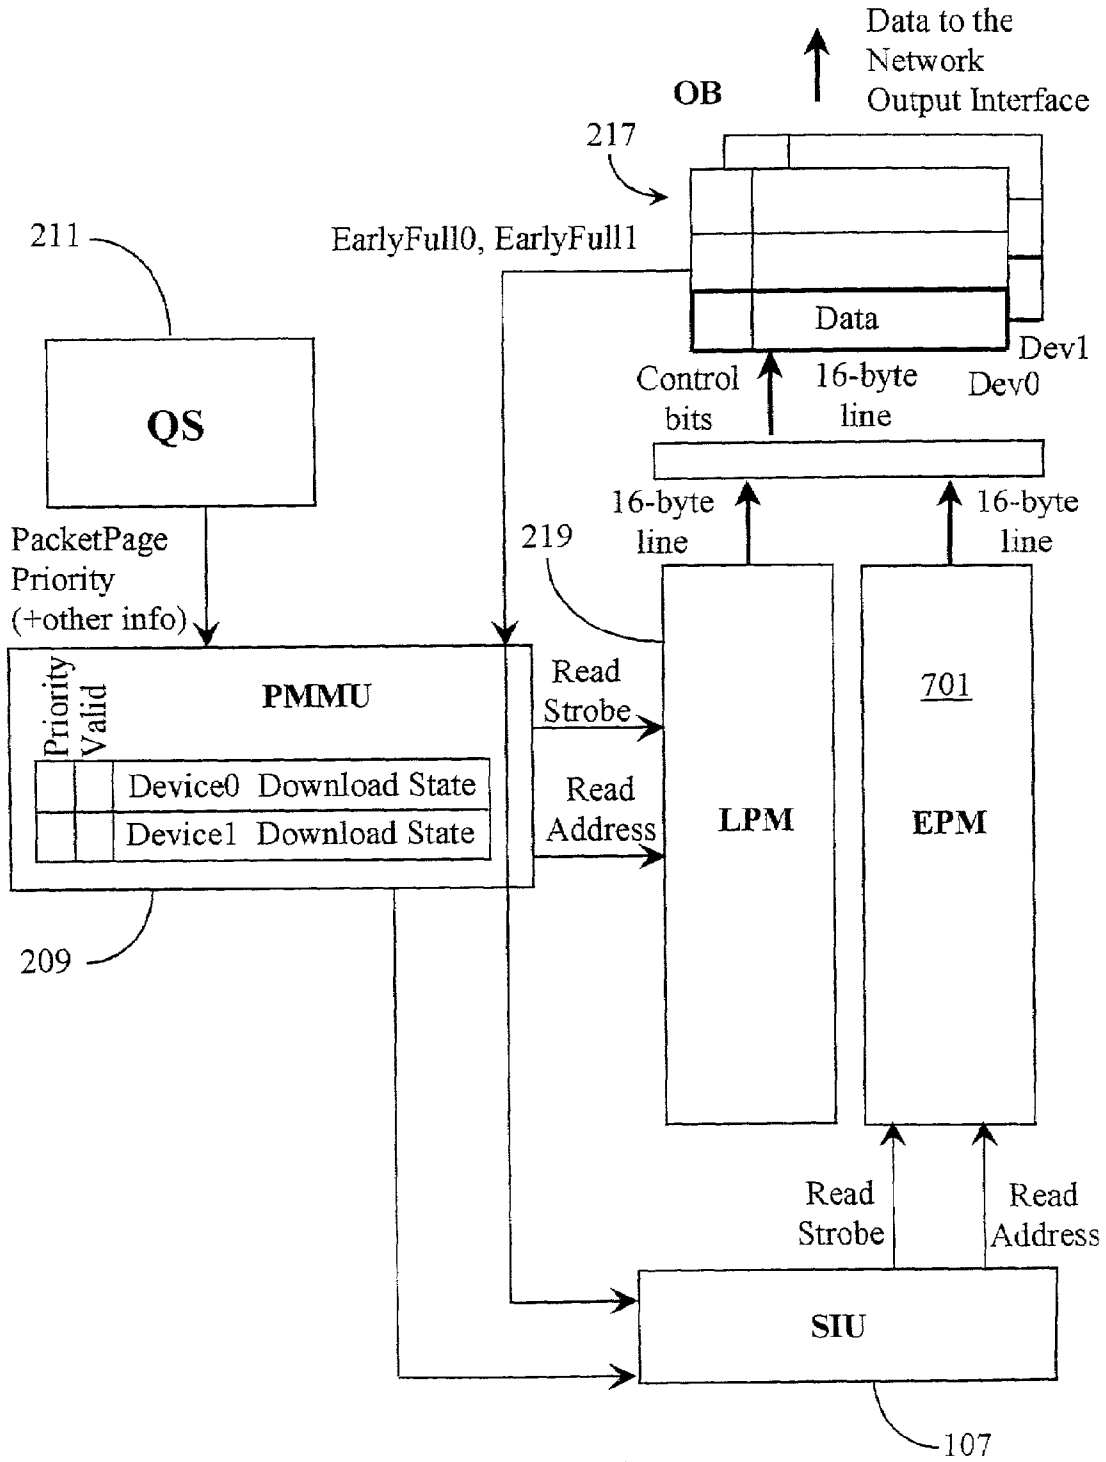 Data to the
Network
Output Interface
OB
217
EarlyFull0, EarlyFull1
211
Data
Dev1
Dev0
Control
bits
16-byte
line
QS
16-byte
line
16-byte
line
219
PacketPage
Priority
(+other info)
Priority
Valid
PMMU
Device0 Download State
Device1 Download State
Read
Strobe
Read
Address
701
LPM
EPM
209
Read
Strobe
Read
Address
SIU
107